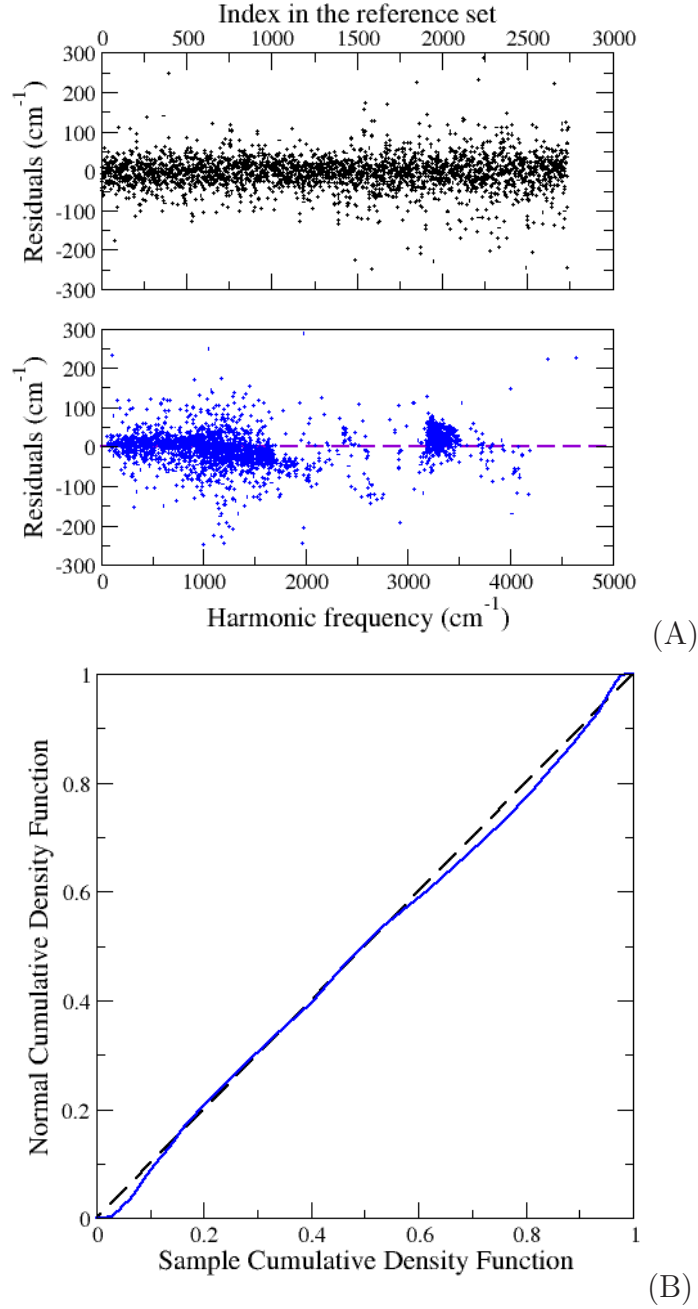 Index in the reference set
0 500 1000 1500 2000 2500 3000
300
200
100
0
-100
-200
-300
Residuals (cm-1)
300
200
100
0
-100
-200
-300
Residuals (cm-1)
0 1000 2000 3000 4000 5000
Harmonic frequency (cm-1)
(A)
1
0.8
0.6
0.4
0.2
0
Normal Cumulative Density Function
0 0.2 0.4 0.6 0.8 1
Sample Cumulative Density Function
(B)